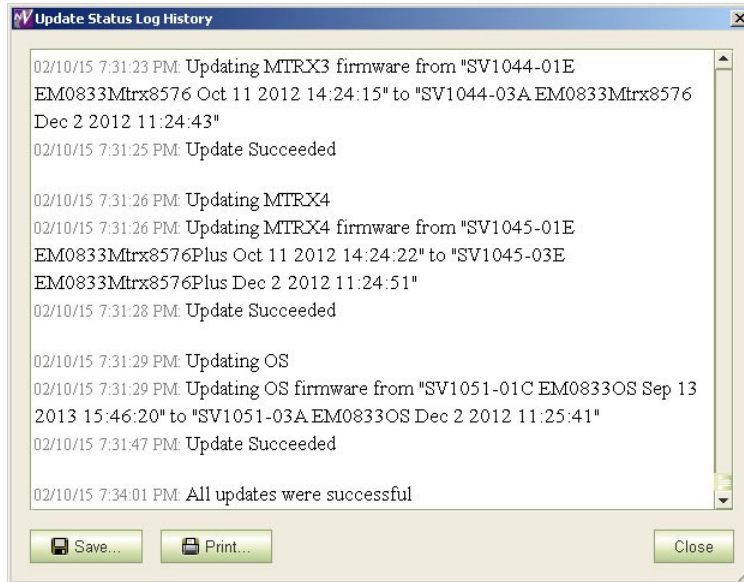 Update Status Log History
02/10/15 7:31:23 PM: Updating MTRX3 firmware from "SV1044-01E
EM0833Mtrx8576 Oct 11 2012 14:24:15" to "SV1044-03A EM0833Mtrx8576
Dec 2 2012 11:24:43"
02/10/15 7:31:25 PM: Update Succeeded
02/10/15 7:31:26 PM: Updating MTRX4
02/10/15 7:31:26 PM: Updating MTRX4 firmware from "SV1045-01E
EM0833Mtrx8576Plus Oct 11 2012 14:24:22" to "SV1045-03E
EM0833Mtrx8576Plus Dec 2 2012 11:24:51"
02/10/15 7:31:28 PM: Update Succeeded
02/10/15 7:31:29 PM: Updating OS
02/10/15 7:31:29 PM: Updating OS firmware from "SV1051-01C EM0833OS Sep 13
2013 15:46:20" to "SV1051-03A EM0833OS Dec 2 2012 11:25:41"
02/10/15 7:31:47 PM: Update Succeeded
02/10/15 7:34:01 PM: All updates were successful
Save... Print... Close